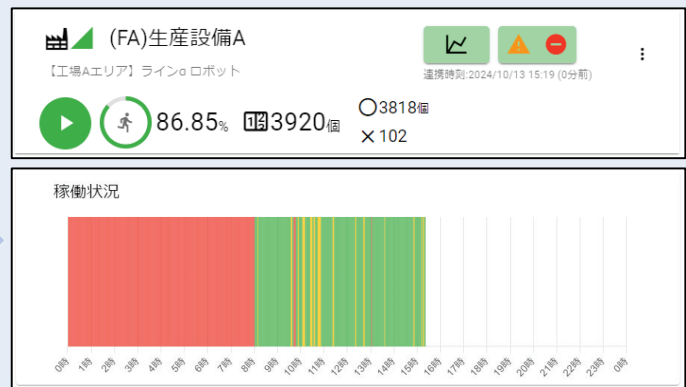 (FA)生産設備A
【工場Aエリア】ラインα ロボット
連携時刻:2024/10/13 15:19 (0分前)
86.85% 3920個
○3818個
×102
稼働状況
0時 1時 2時 3時 4時 5時 6時 7時 8時 9時 10時 11時 12時 13時 14時 15時 16時 17時 18時 19時 20時 21時 22時 23時 0時